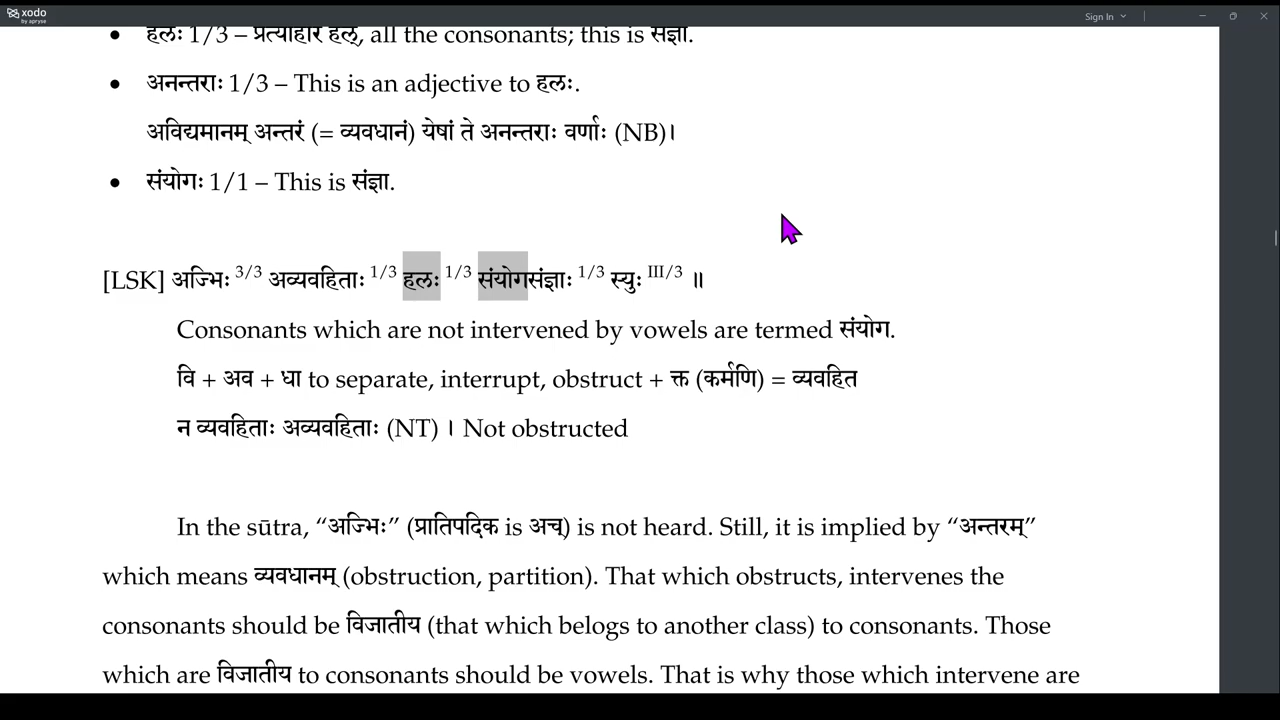 xodo
by apryse
Sign In
• हलः 1/3 – प्रत्याहार हल्, all the consonants; this is संज्ञा.
• अनन्तराः 1/3 – This is an adjective to हलः.
अविद्यमानम् अन्तरं (= व्यवधानं) येषां ते अनन्तराः वर्णाः (NB)।
• संयोगः 1/1 – This is संज्ञा.
[LSK] अज्भिः 3/3 अव्यवहिताः 1/3 हलः 1/3 संयोगसंज्ञाः 1/3 स्युः III/3 ॥
Consonants which are not intervened by vowels are termed संयोग.
वि + अव + धा to separate, interrupt, obstruct + क्त (कर्मणि) = व्यवहित
न व्यवहिताः अव्यवहिताः (NT) । Not obstructed
In the sūtra, “अज्भिः” (प्रातिपदिक is अच्) is not heard. Still, it is implied by “अन्तरम्”
which means व्यवधानम् (obstruction, partition). That which obstructs, intervenes the
consonants should be विजातीय (that which belogs to another class) to consonants. Those
which are विजातीय to consonants should be vowels. That is why those which intervene are